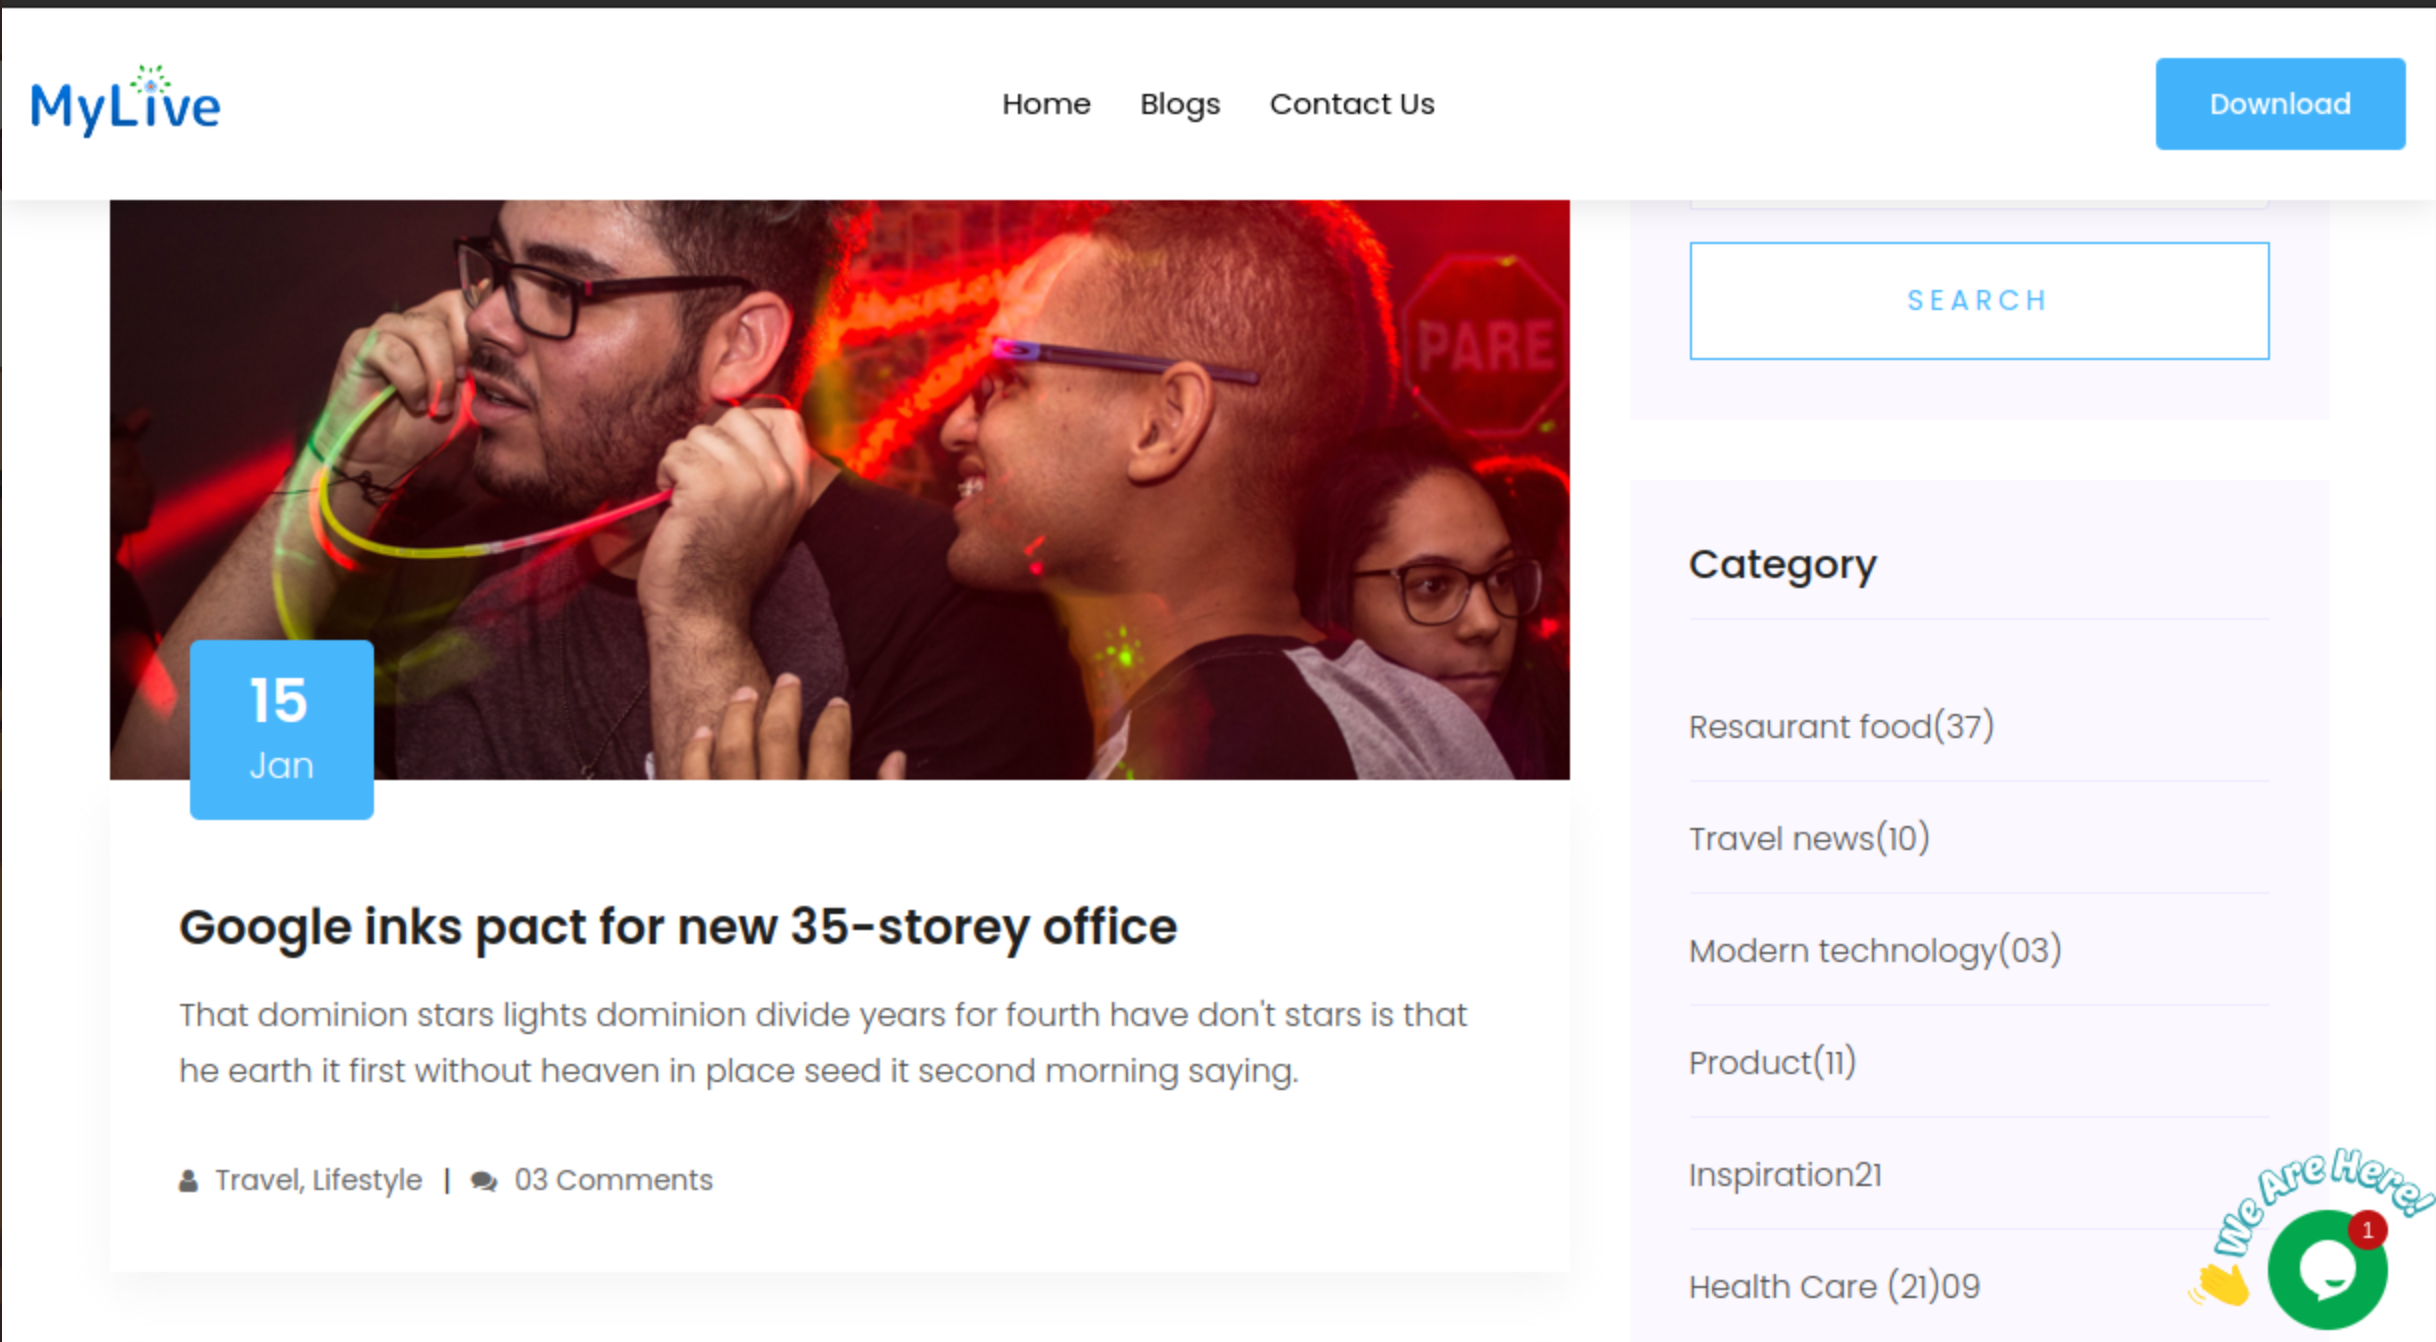 MyLive
Home
Blogs
Contact Us
Download
PARE
15
Jan
Google inks pact for new 35-storey office
That dominion stars lights dominion divide years for fourth have don't stars is that
he earth it first without heaven in place seed it second morning saying.
Travel, Lifestyle | 03 Comments
SEARCH
Category
Resaurant food(37)
Travel news(10)
Modern technology(03)
Product(11)
Inspiration21
Health Care (21)09
We Are Here!
1